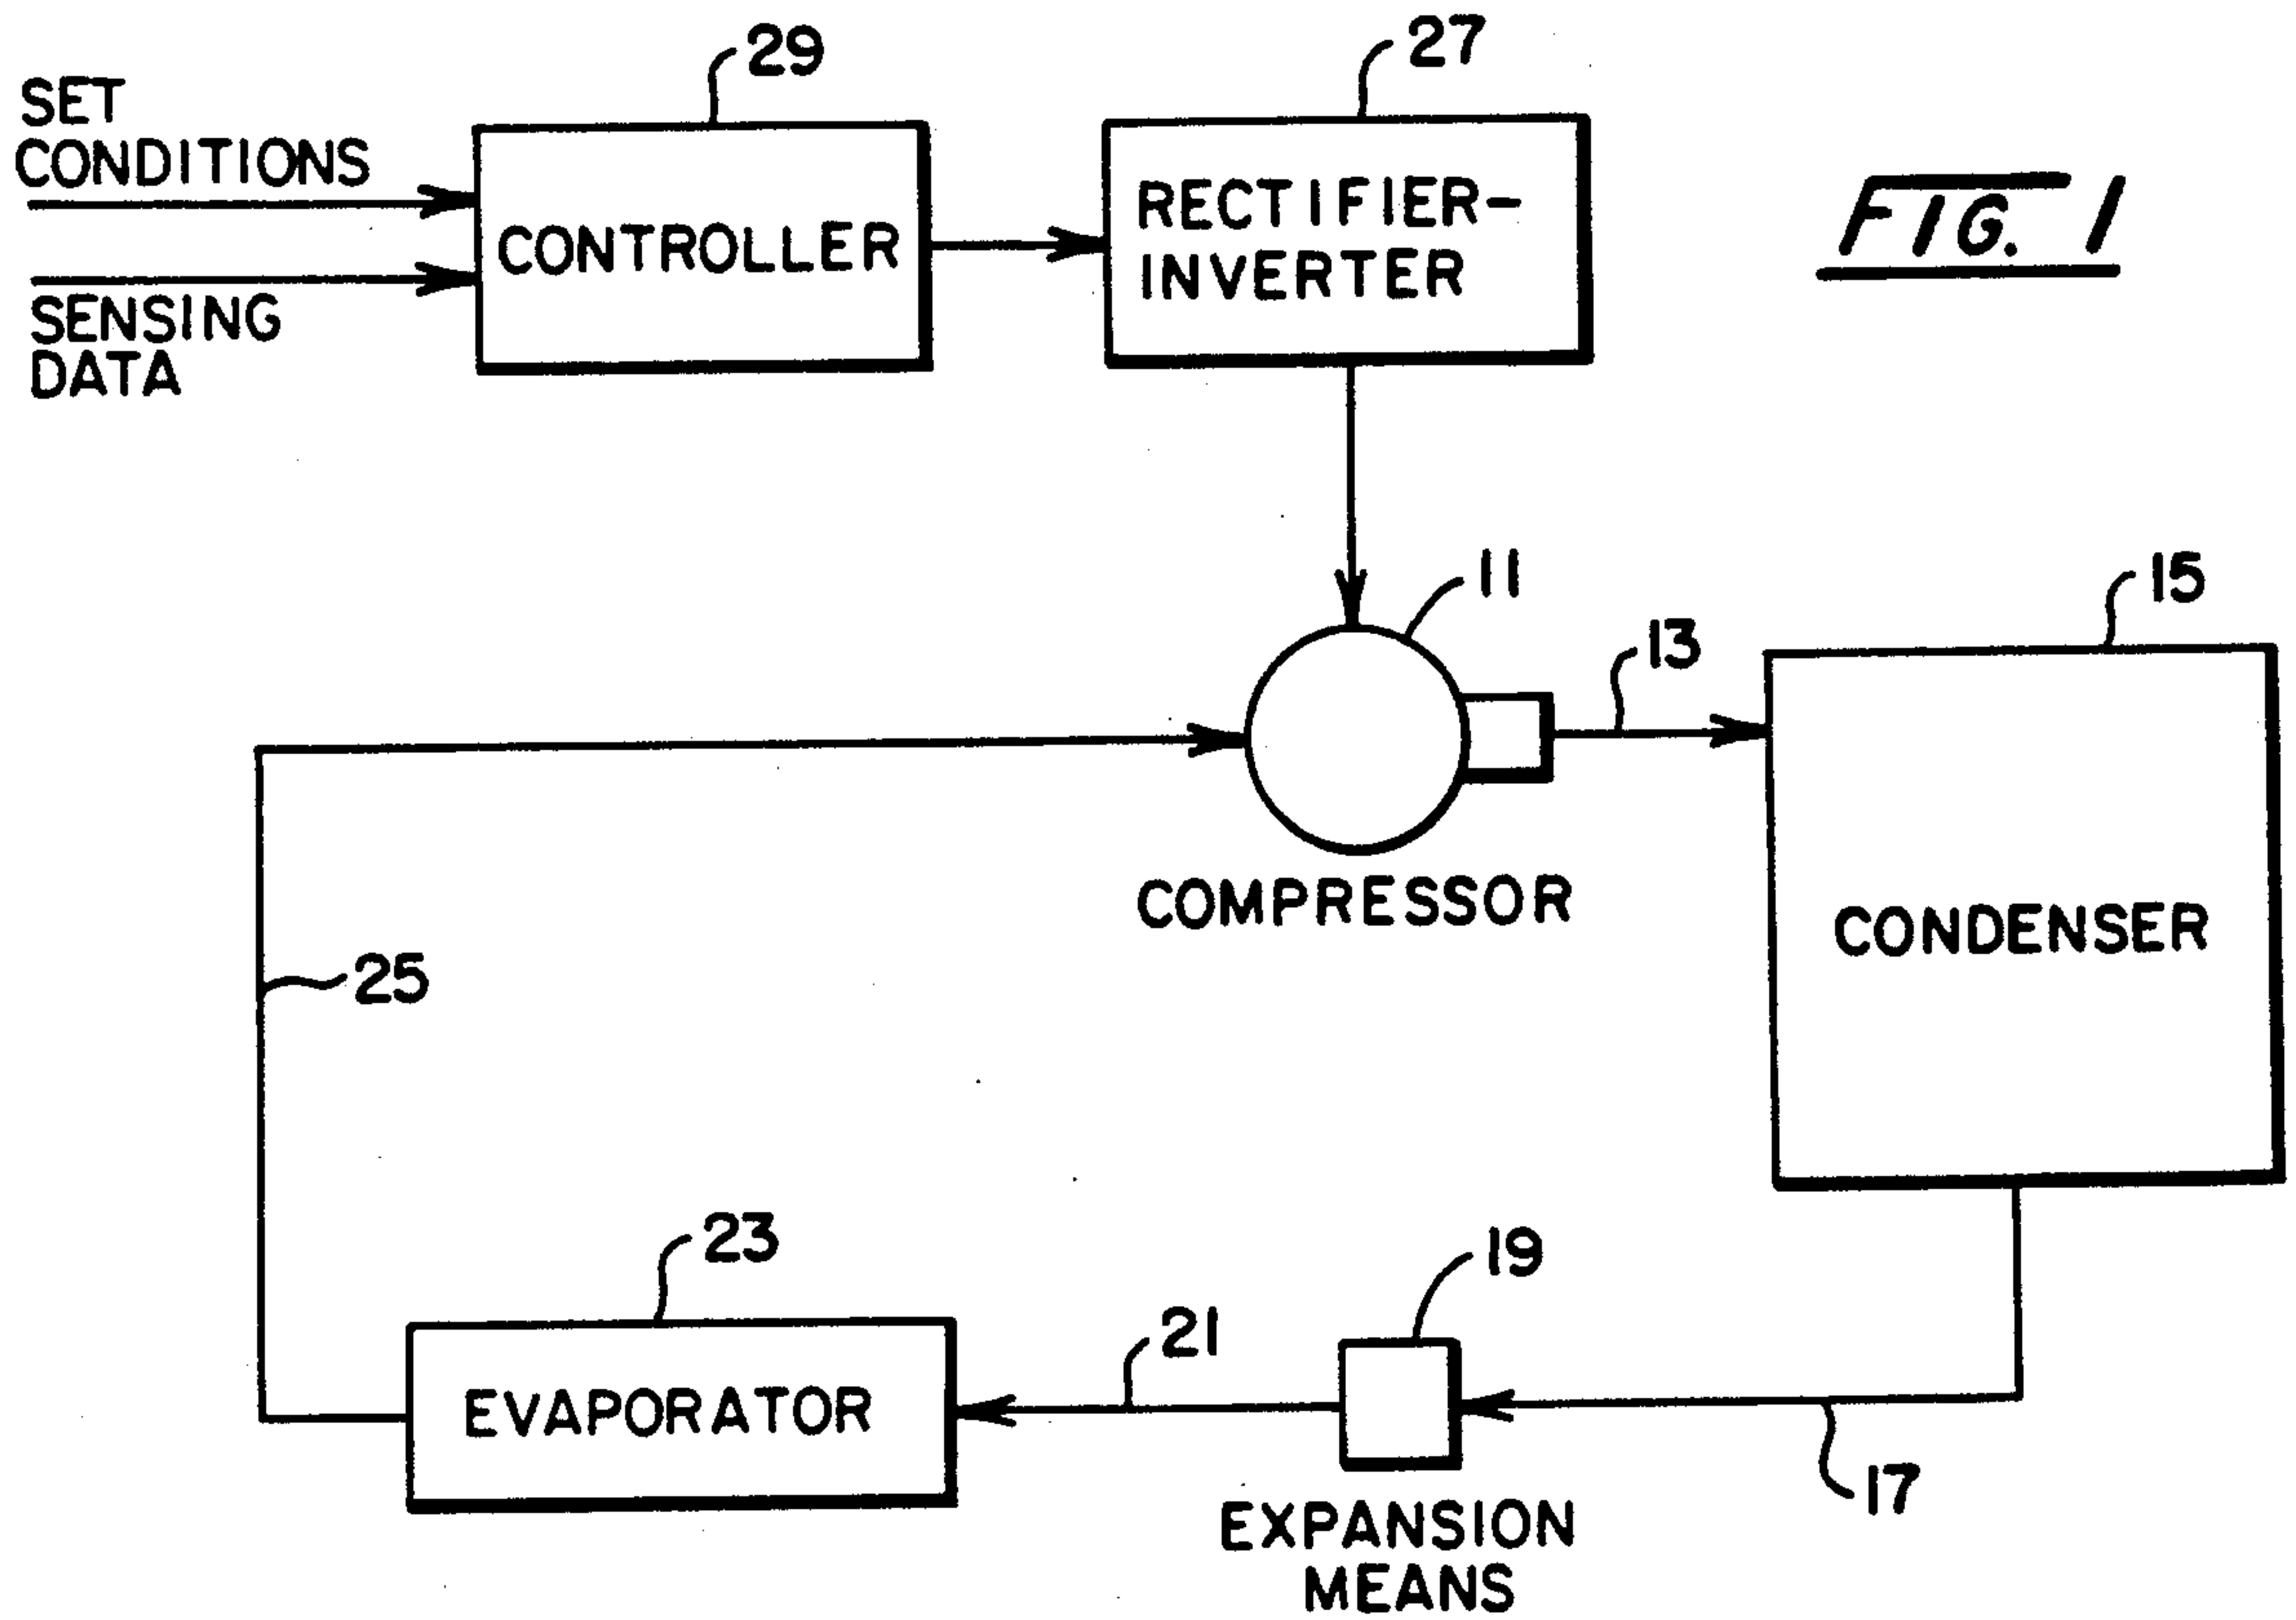 29
27
SET
CONDITIONS
CONTROLLER
SENSING
DATA
RECTIFIER-
INVERTER
FIG. 1
11
13
15
COMPRESSOR
CONDENSER
25
23
19
21
EVAPORATOR
17
EXPANSION
MEANS